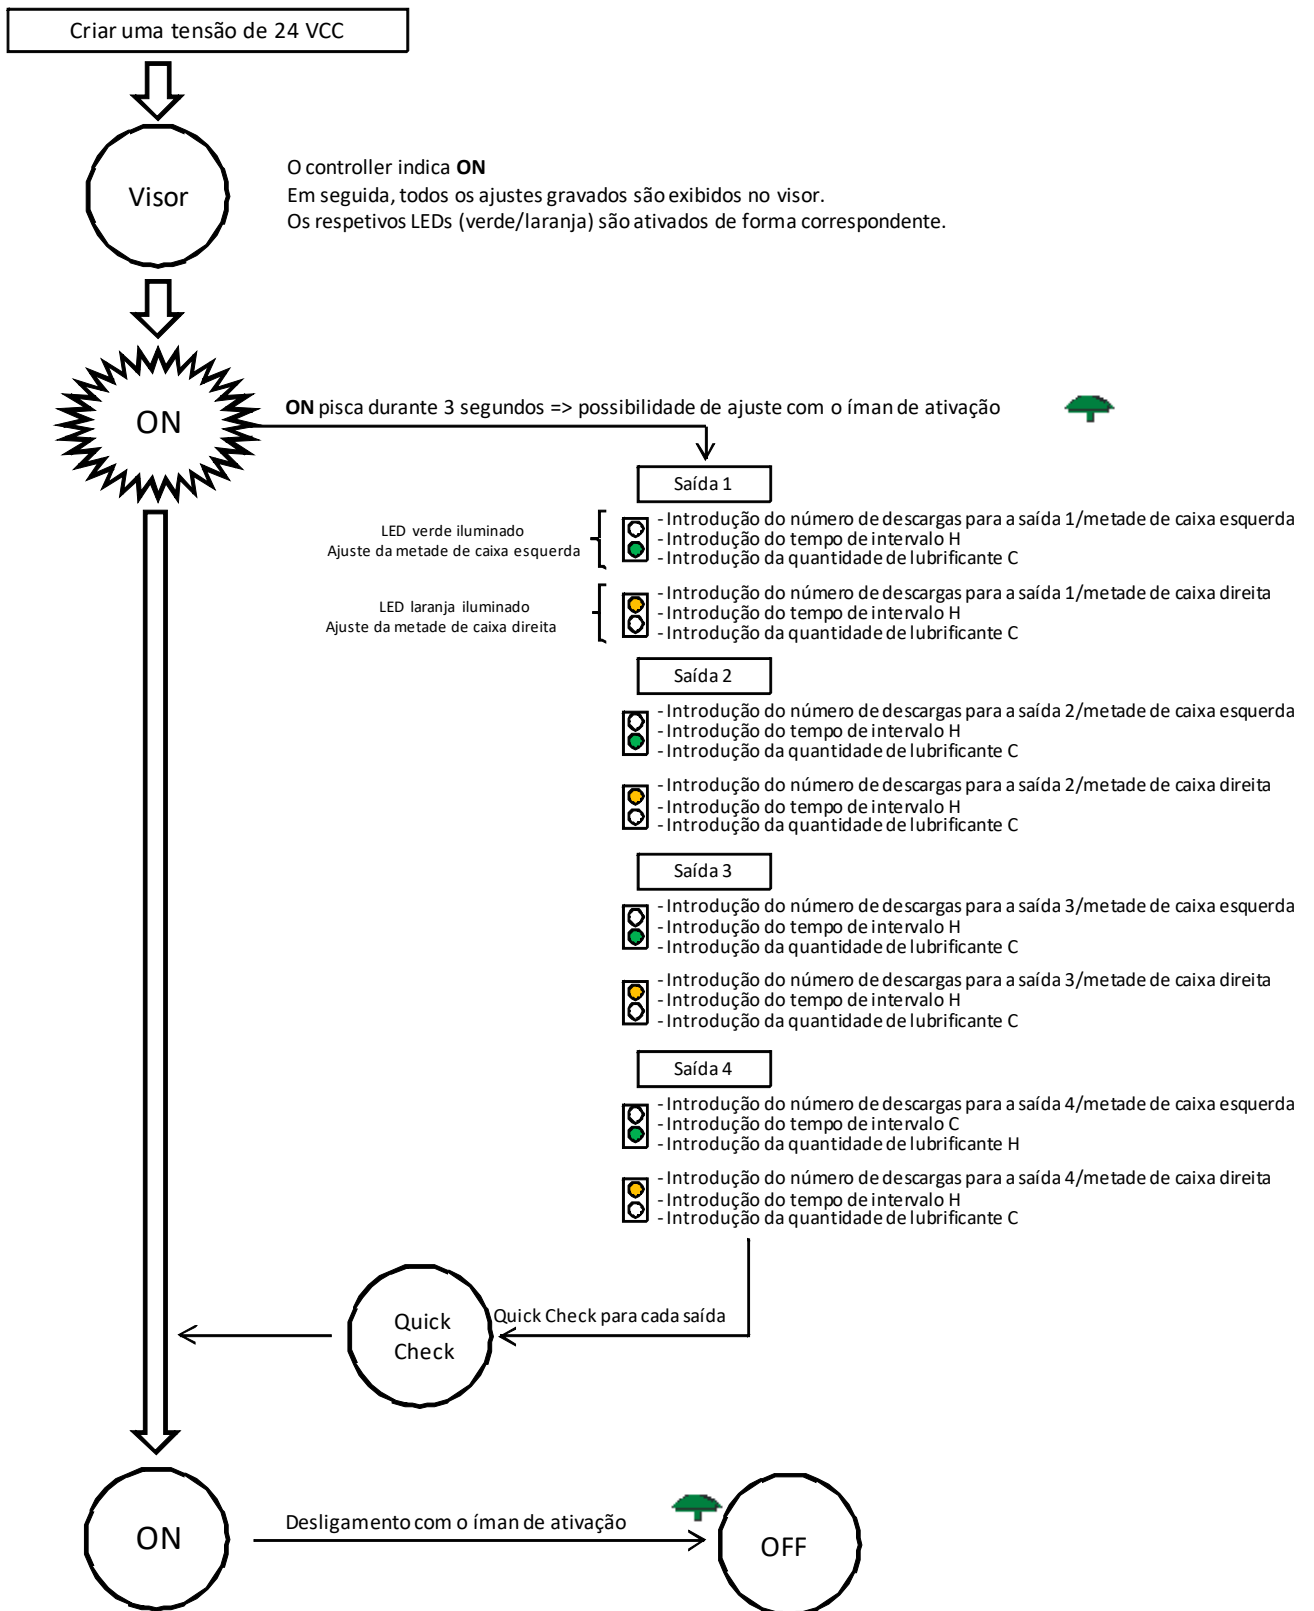 Criar uma tensão de 24 VCC
Visor
O controller indica ON
Em seguida, todos os ajustes gravados são exibidos no visor.
Os respetivos LEDs (verde/laranja) são ativados de forma correspondente.
ON
ON pisca durante 3 segundos => possibilidade de ajuste com o íman de ativação
Saída 1
LED verde iluminado
Ajuste da metade de caixa esquerda
- Introdução do número de descargas para a saída 1/metade de caixa esquerda
- Introdução do tempo de intervalo H
- Introdução da quantidade de lubrificante C
LED laranja iluminado
Ajuste da metade de caixa direita
- Introdução do número de descargas para a saída 1/metade de caixa direita
- Introdução do tempo de intervalo H
- Introdução da quantidade de lubrificante C
Saída 2
- Introdução do número de descargas para a saída 2/metade de caixa esquerda
- Introdução do tempo de intervalo H
- Introdução da quantidade de lubrificante C
- Introdução do número de descargas para a saída 2/metade de caixa direita
- Introdução do tempo de intervalo H
- Introdução da quantidade de lubrificante C
Saída 3
- Introdução do número de descargas para a saída 3/metade de caixa esquerda
- Introdução do tempo de intervalo H
- Introdução da quantidade de lubrificante C
- Introdução do número de descargas para a saída 3/metade de caixa direita
- Introdução do tempo de intervalo H
- Introdução da quantidade de lubrificante C
Saída 4
- Introdução do número de descargas para a saída 4/metade de caixa esquerda
- Introdução do tempo de intervalo C
- Introdução da quantidade de lubrificante H
- Introdução do número de descargas para a saída 4/metade de caixa direita
- Introdução do tempo de intervalo H
- Introdução da quantidade de lubrificante C
Quick
Check
Quick Check para cada saída
ON
Desligamento com o íman de ativação
OFF